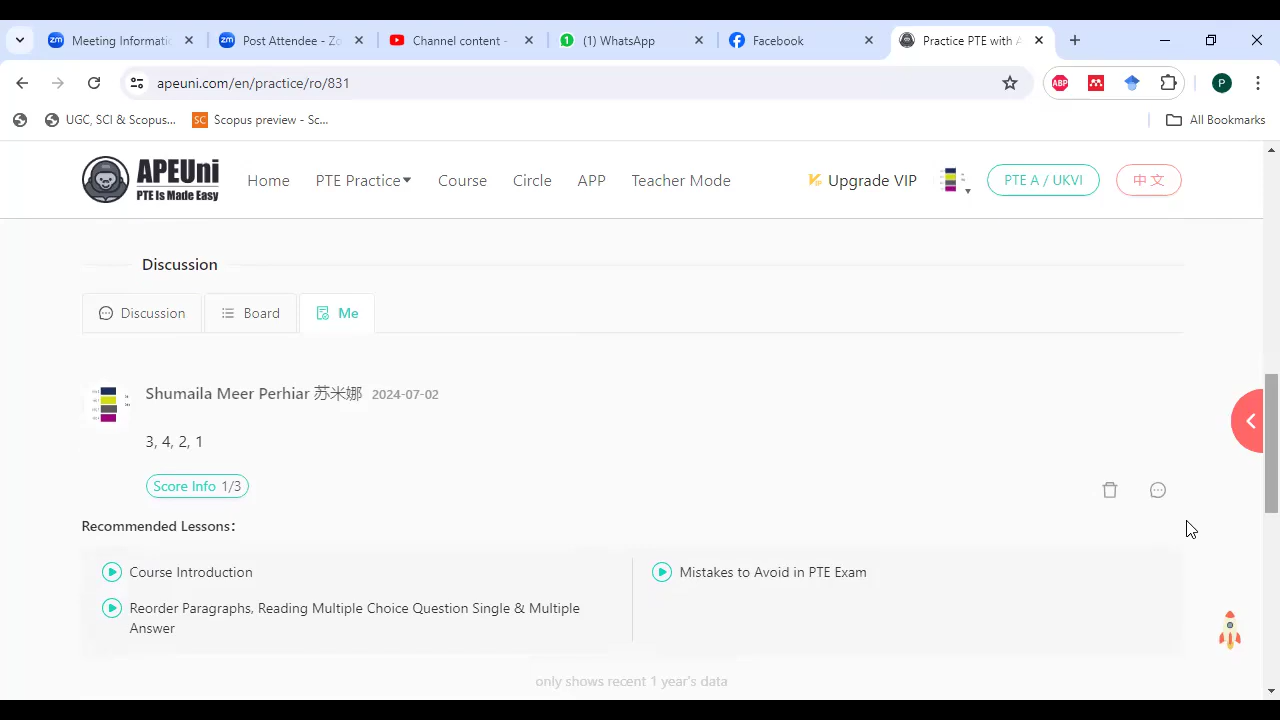 Meeting Informati
Post Attendee - Zo
Channel content -
(1) WhatsApp
Facebook
Practice PTE with A
apeuni.com/en/practice/ro/831
ABP
P
UGC, SCI & Scopus...
SC
Scopus preview - Sc...
All Bookmarks
APEUni
PTE Is Made Easy
Home
PTE Practice
Course
Circle
APP
Teacher Mode
Upgrade VIP
PTE A / UKVI
中文
Discussion
Discussion
Board
Me
Shumaila Meer Perhiar 苏米娜 2024-07-02
3, 4, 2, 1
Score Info 1/3
Recommended Lessons:
Course Introduction
Mistakes to Avoid in PTE Exam
Reorder Paragraphs, Reading Multiple Choice Question Single & Multiple
Answer
only shows recent 1 year's data